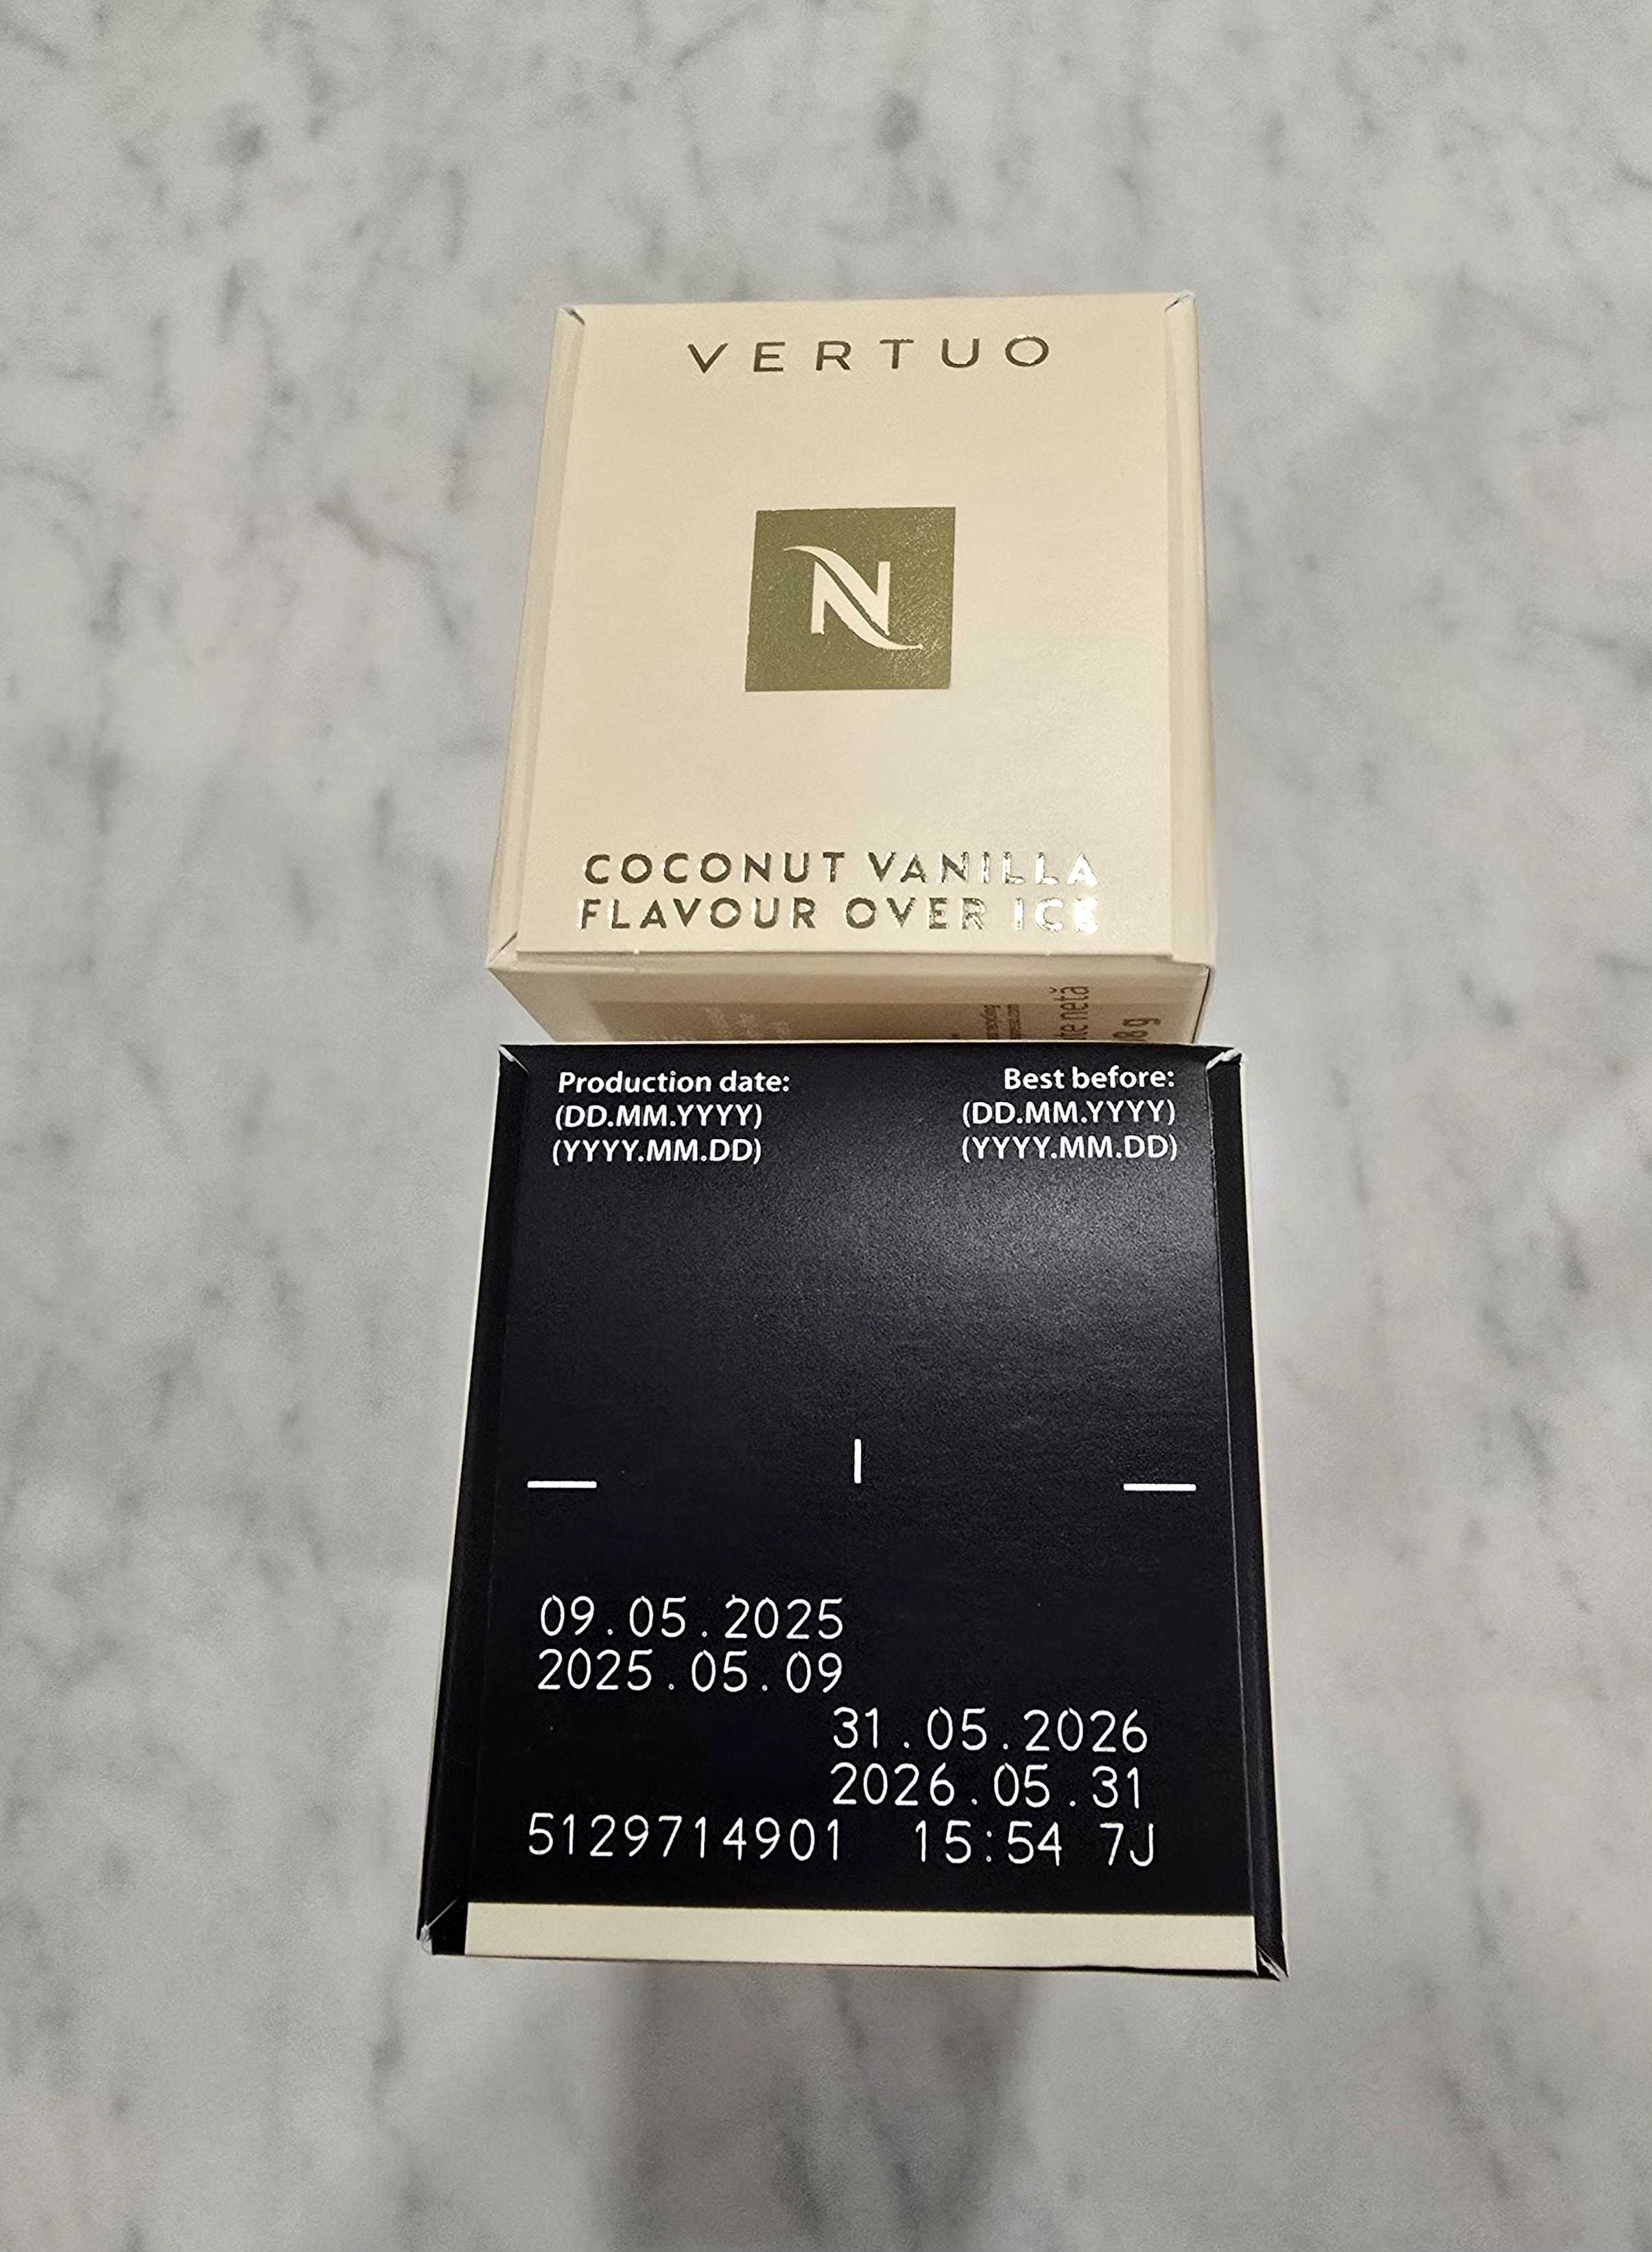 VERTUO
N
COCONUT VANILLA
FLAVOUR OVER ICE
netă
g
Production date:
(DD.MM.YYYY)
(YYYY.MM.DD)
Best before:
(DD.MM.YYYY)
(YYYY.MM.DD)
09.05.2025
2025.05.09
31.05.2026
2026.05.31
5129714901 15:54 7J